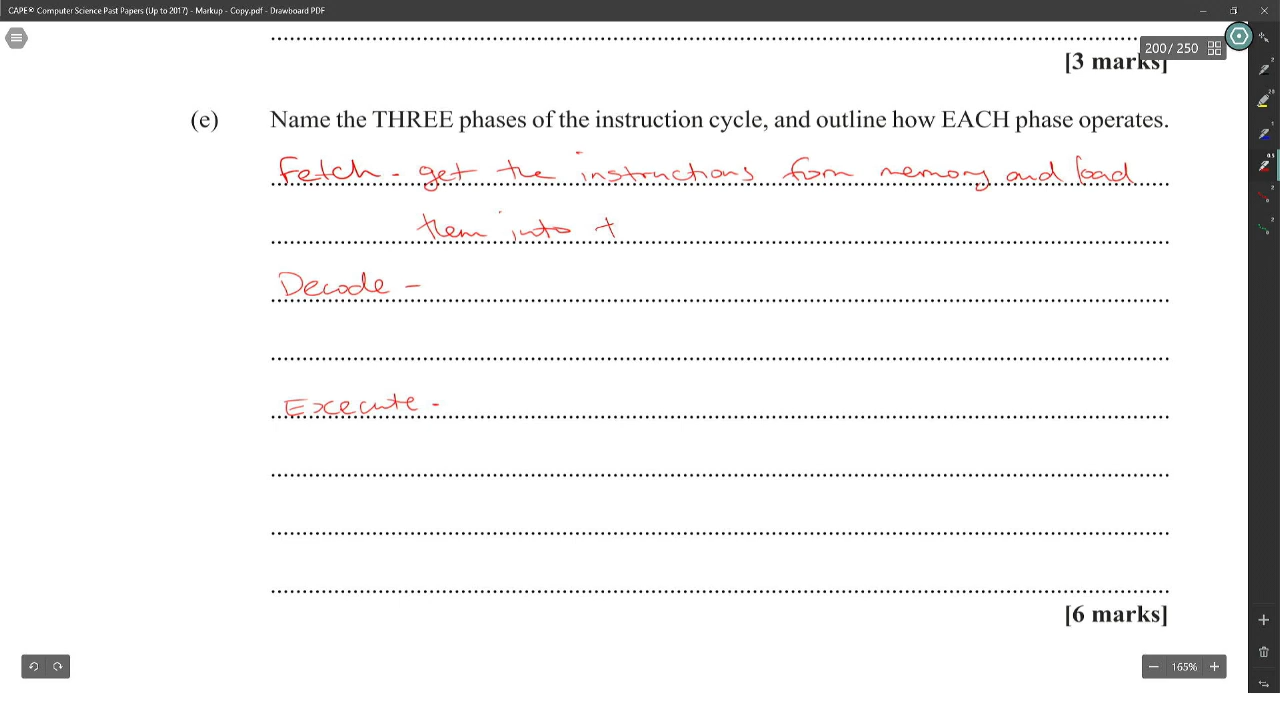 CAPE® Computer Science Past Papers (Up to 2017) - Markup - Copy.pdf - Drawboard PDF
200 / 250
[3 marks]
(e) Name the THREE phases of the instruction cycle, and outline how EACH phase operates.
Fetch - get the instructions form memory and load
them into t
Decode -
Excecute -
[6 marks]
165%